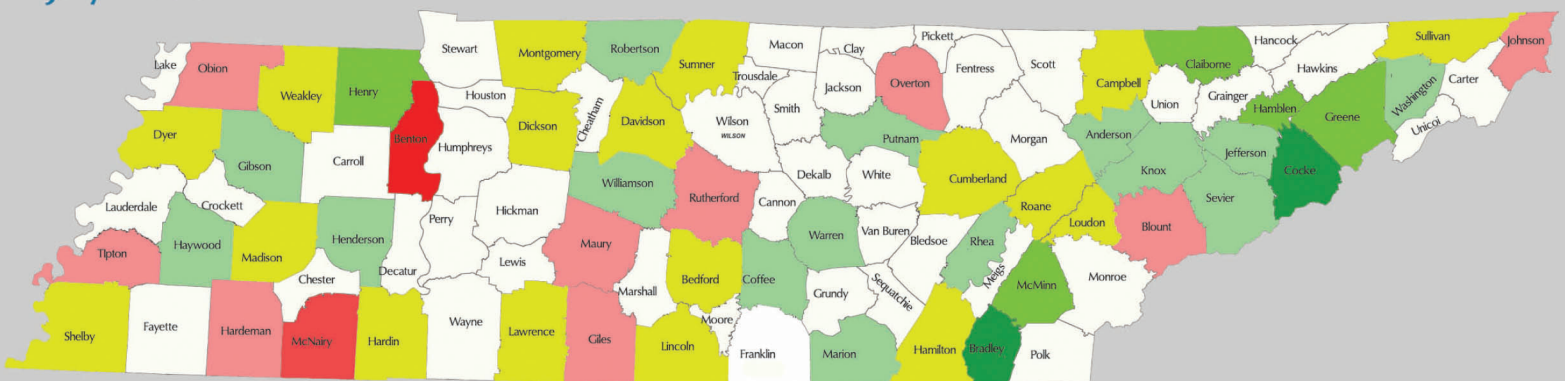 Lake
Obion
Weakley
Henry
Stewart
Montgomery
Robertson
Sumner
Macon
Trousdale
Clay
Pickett
Overton
Fentress
Scott
Campbell
Claiborne
Hancock
Hawkins
Sullivan
Johnson
Carter
Washington
Unicoi
Greene
Hamblen
Grainger
Union
Houston
Benton
Humphreys
Dickson
Cheatham
Davidson
Wilson
WILSON
Smith
Jackson
Putnam
Morgan
Anderson
Knox
Jefferson
Cocke
Sevier
Dyer
Gibson
Carroll
Crockett
Lauderdale
Haywood
Madison
Henderson
Decatur
Perry
Hickman
Williamson
Rutherford
Cannon
Dekalb
White
Cumberland
Roane
Loudon
Blount
Tipton
Chester
Lewis
Maury
Marshall
Bedford
Coffee
Warren
Van Buren
Bledsoe
Rhea
Meigs
McMinn
Monroe
Shelby
Fayette
Hardeman
McNairy
Hardin
Wayne
Lawrence
Giles
Lincoln
Moore
Franklin
Grundy
Sequatchie
Marion
Hamilton
Bradley
Polk